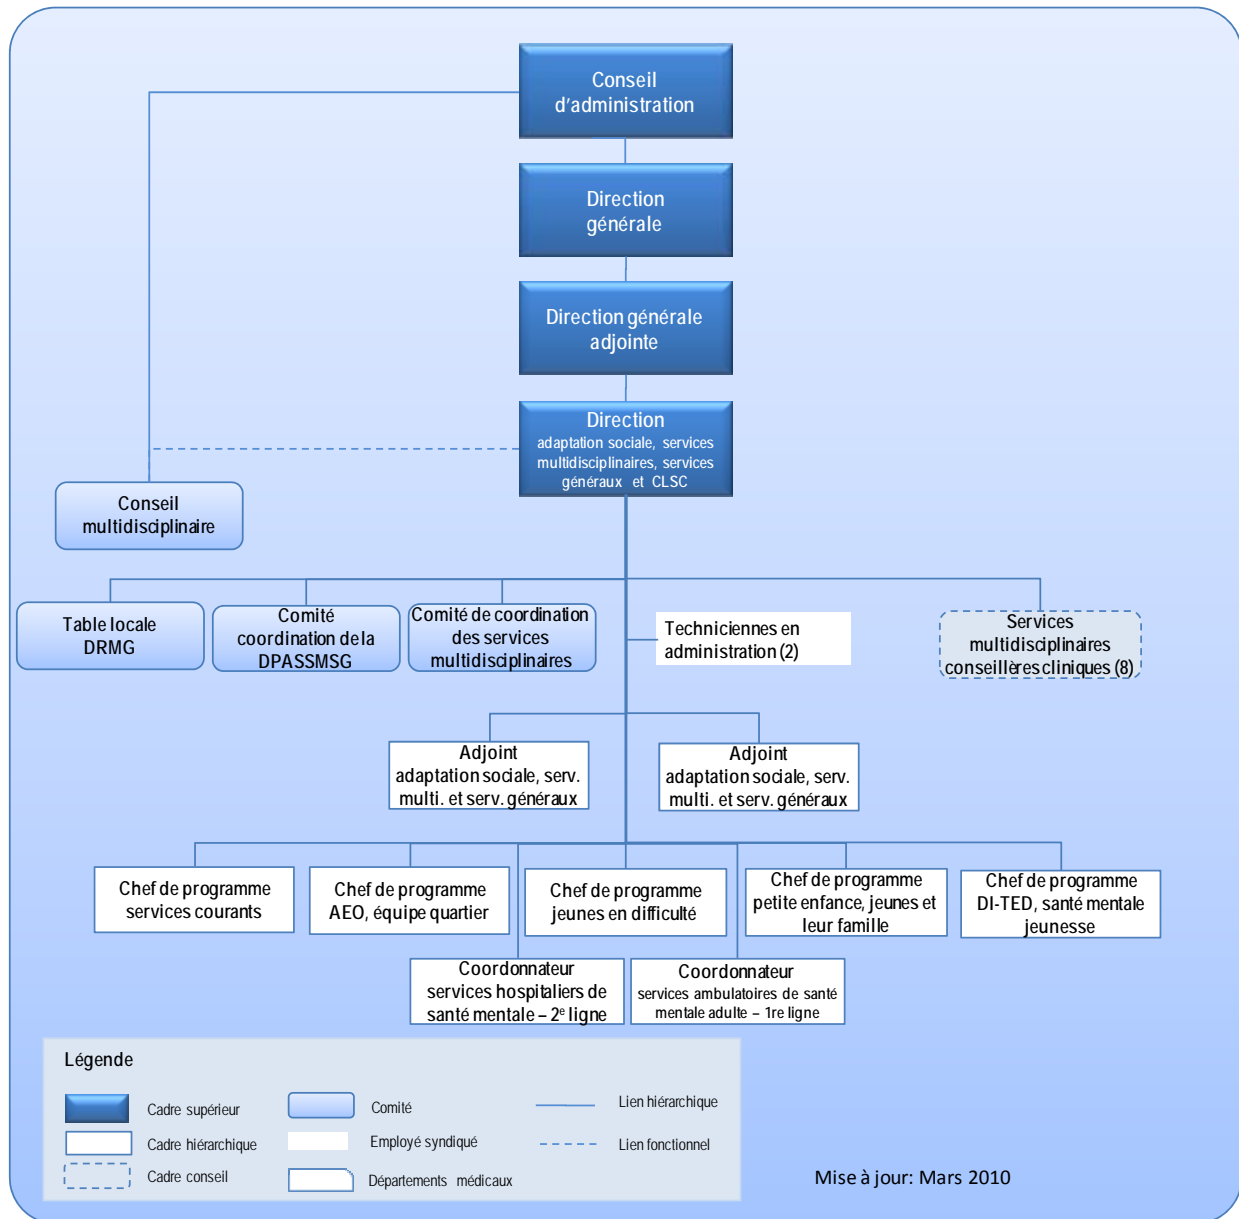 Conseil
d'administration
Direction
générale
Direction générale
adjointe
Direction
adaptation sociale, services
multidisciplinaires, services
généraux et CLSC
Conseil
multidisciplinaire
Table locale
DRMG
Comité
coordination de la
DPASSMSG
Comité de coordination
des services
multidisciplinaires
Techniciennes en
administration (2)
Services
multidisciplinaires
conseillères cliniques (8)
Adjoint
adaptation sociale, serv.
multi. et serv. généraux
Adjoint
adaptation sociale, serv.
multi. et serv. généraux
Chef de programme
services courants
Chef de programme
AEO, équipe quartier
Chef de programme
jeunes en difficulté
Chef de programme
petite enfance, jeunes et
leur famille
Chef de programme
DI-TED, santé mentale
jeunesse
Coordonnateur
services hospitaliers de
santé mentale – 2e ligne
Coordonnateur
services ambulatoires de santé
mentale adulte – 1re ligne
Légende
Cadre supérieur
Cadre hiérarchique
Cadre conseil
Comité
Employé syndiqué
Départements médicaux
Lien hiérarchique
Lien fonctionnel
Mise à jour: Mars 2010